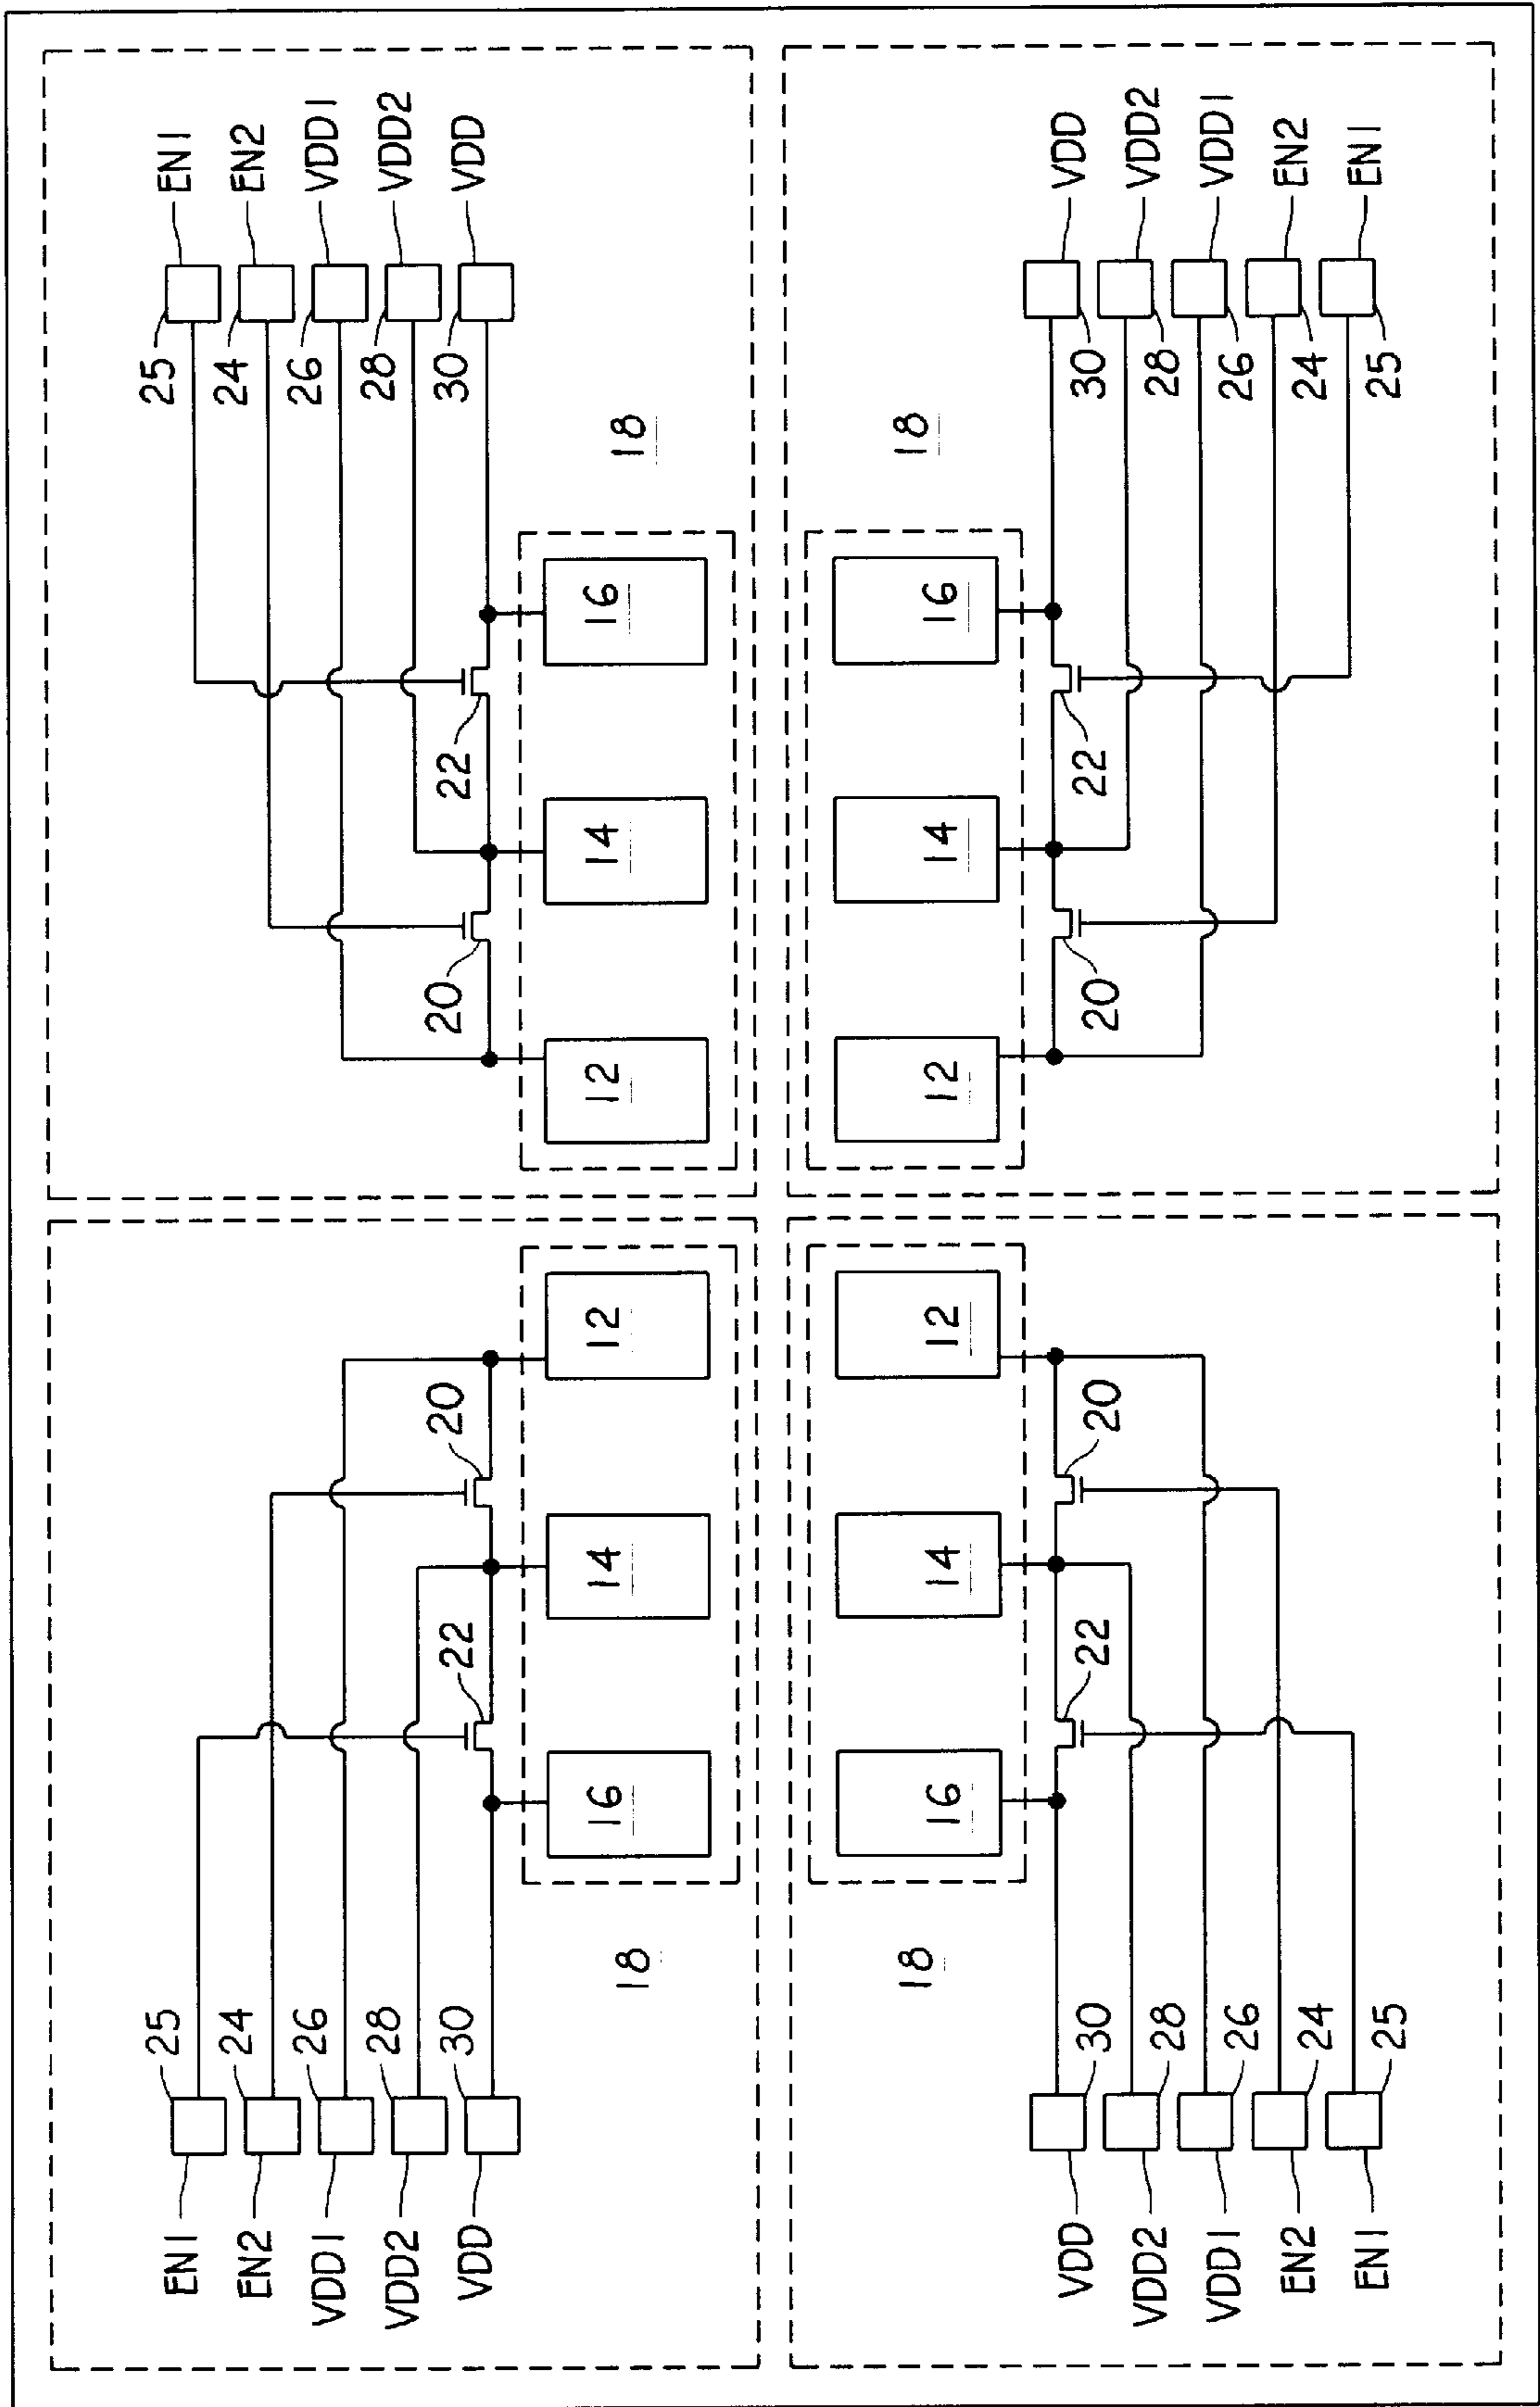 EN1 25 25 EN1
EN2 24 24 EN2
VDD1 26 26 VDD1
VDD2 28 28 VDD2
VDD 30 22 20 20 22 30 VDD
16 14 12 12 14 16
18 18
18 18
16 14 12 12 14 16
VDD 30 22 20 20 22 30 VDD
VDD2 28 28 VDD2
VDD1 26 26 VDD1
EN2 24 24 EN2
EN1 25 25 EN1